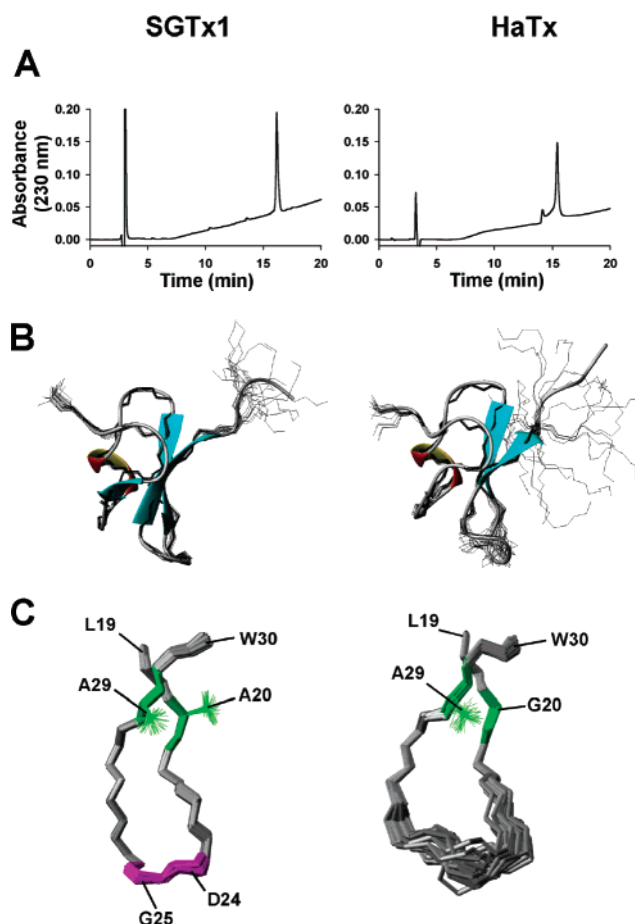 SGTx1 HaTx
A
Absorbance
(230 nm)
0.20 0.20
0.15 0.15
0.10 0.10
0.05 0.05
0.00 0.00
0 5 10 15 20 0 5 10 15 20
Time (min) Time (min)
B
C
L19 L19
W30 W30
A29 A29
A20 G20
D24
G25